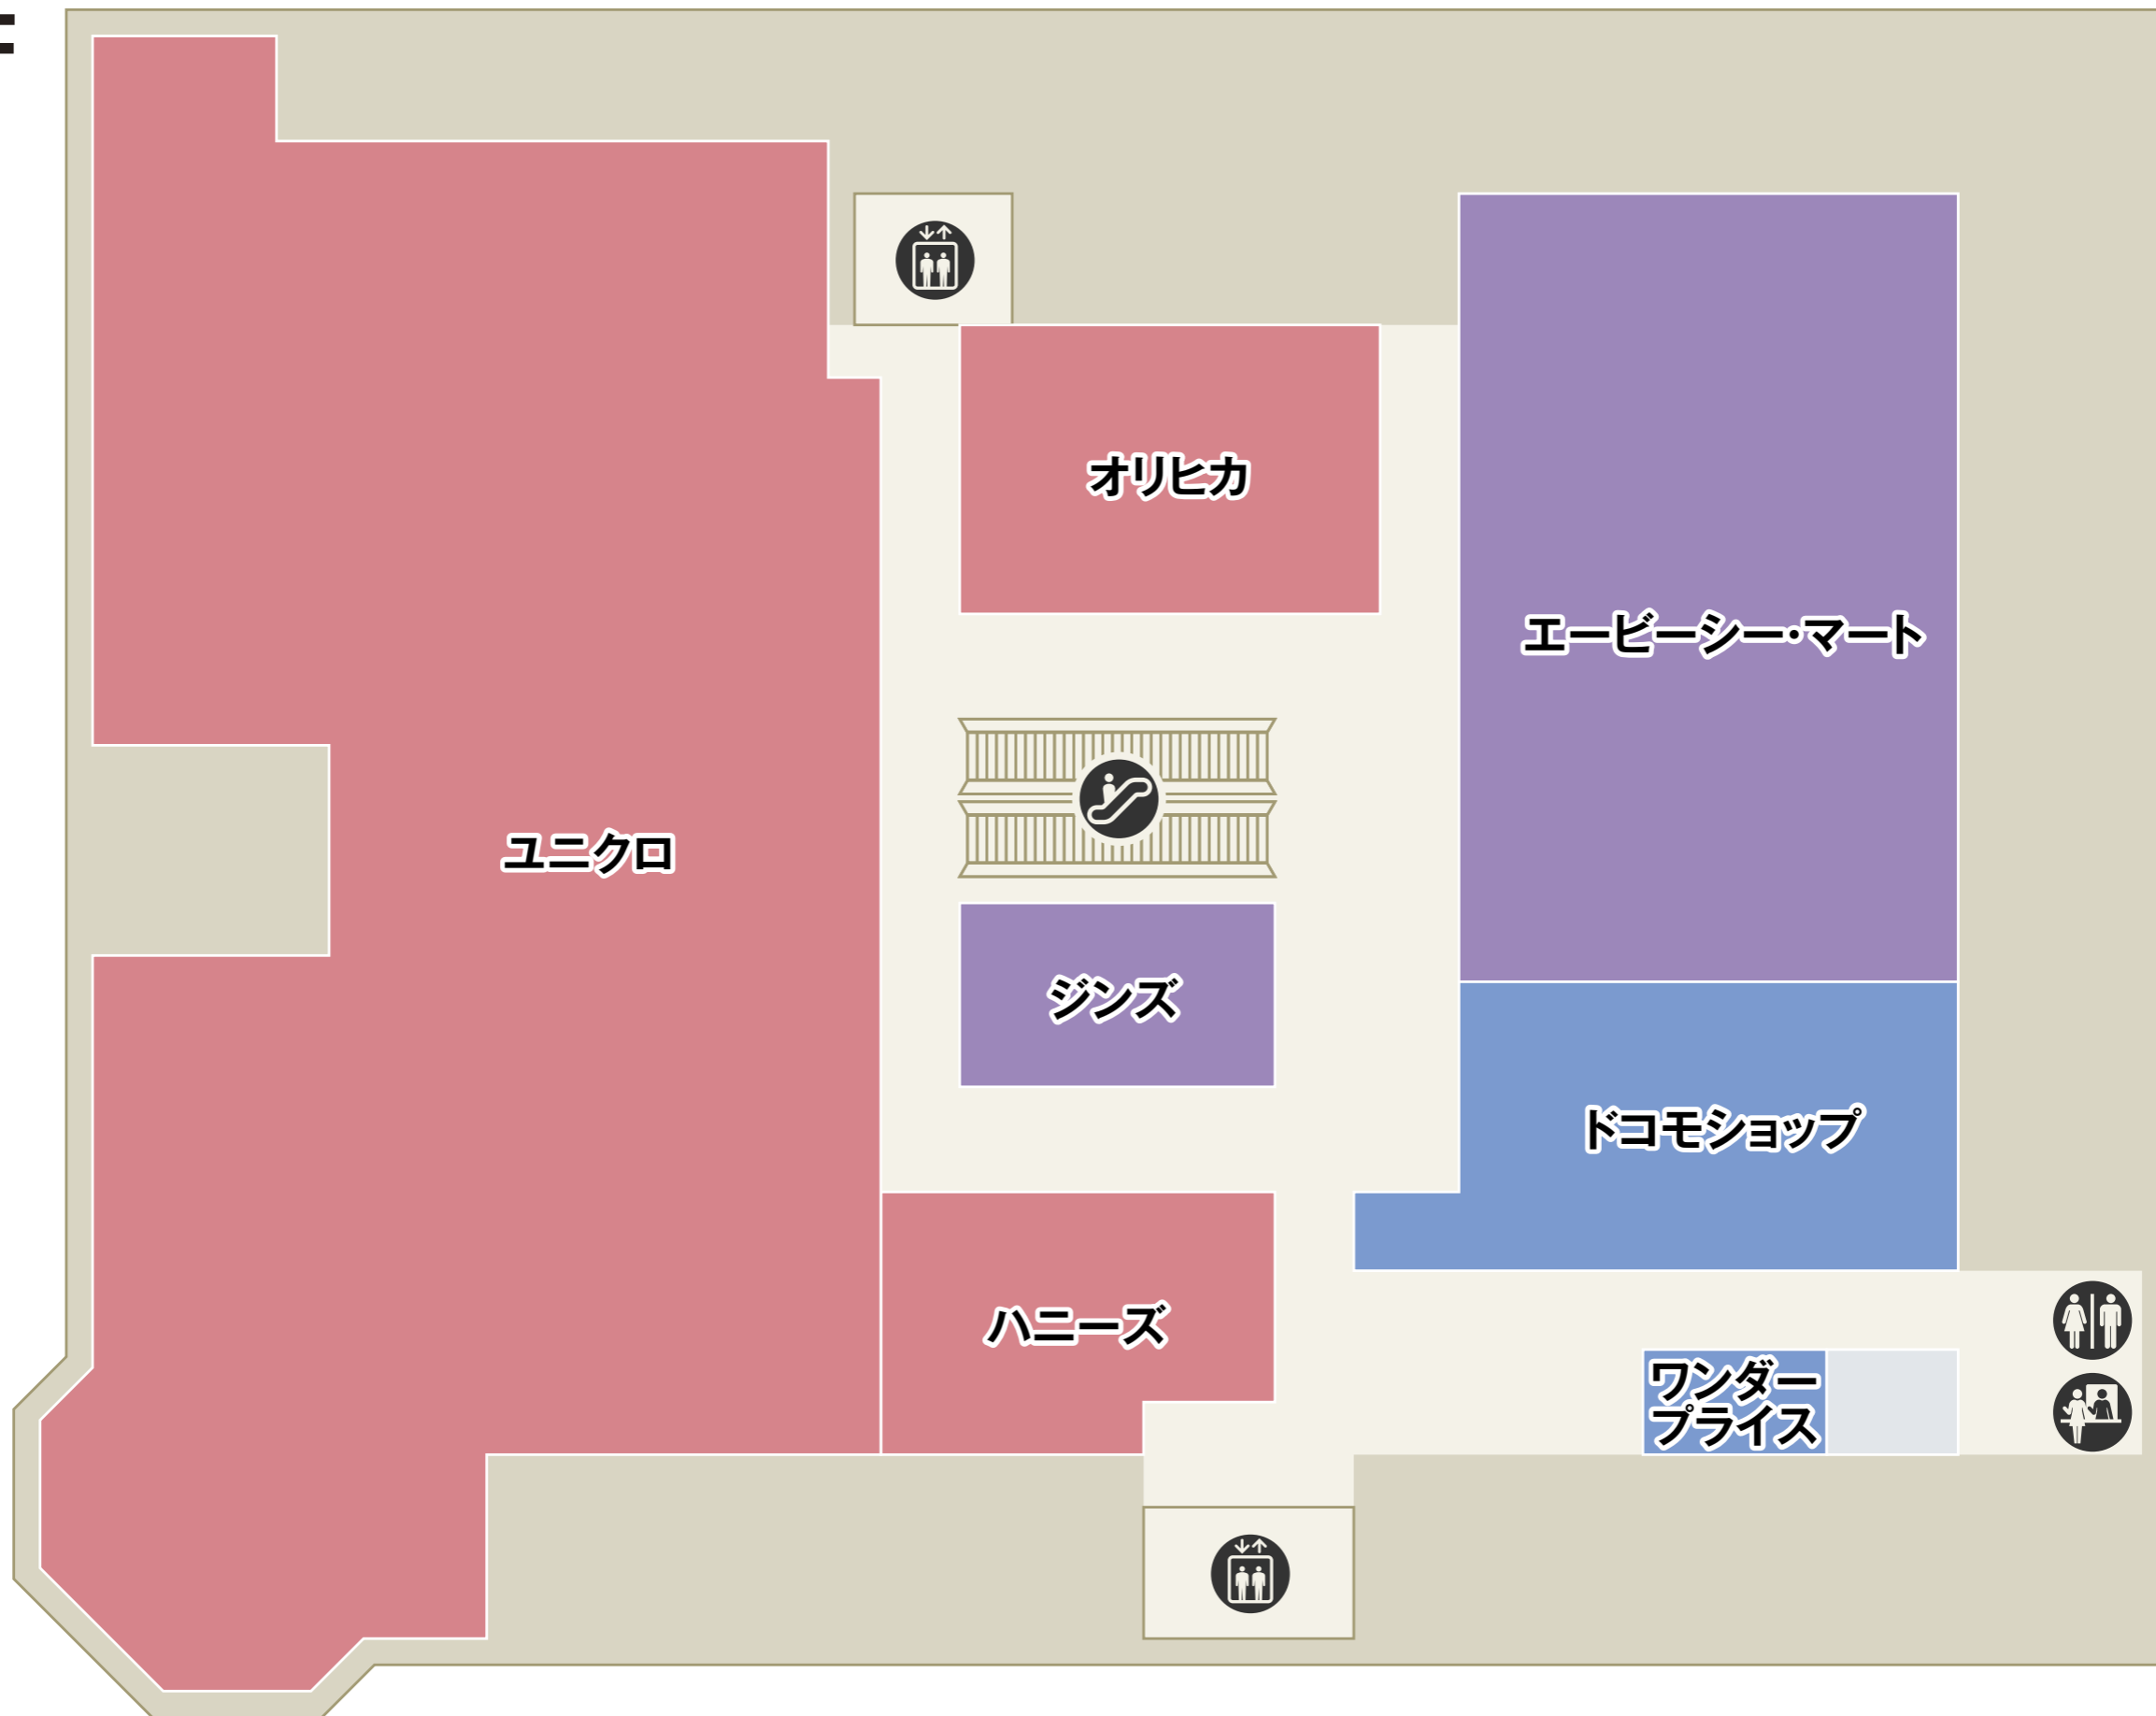 オリヒカ
エービーシー・マート
ユニクロ
ジンズ
ドコモショップ
ハニーズ
ワンダー
プライス